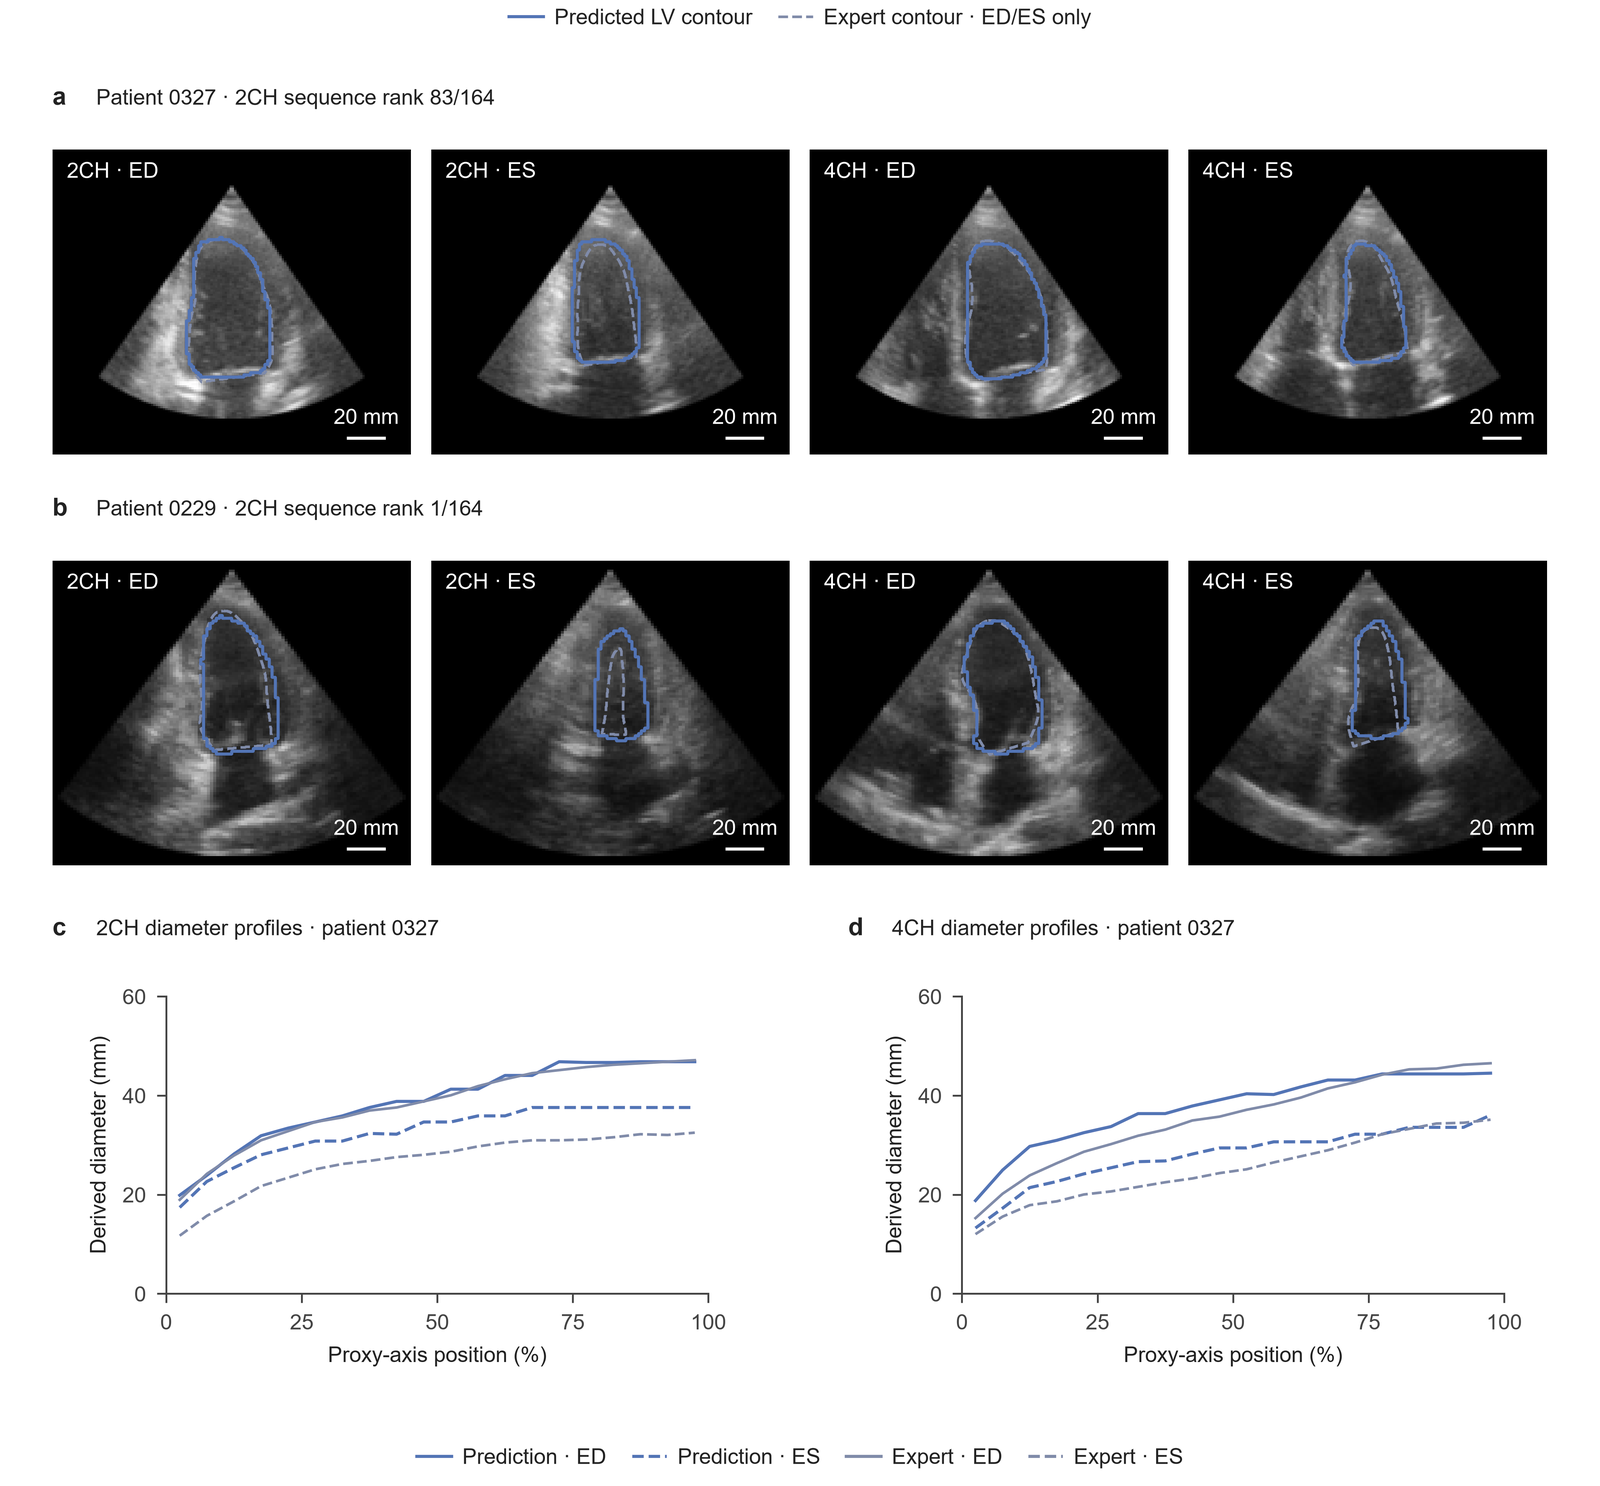 Predicted LV contour Expert contour · ED/ES only
a Patient 0327 · 2CH sequence rank 83/164
2CH · ED 2CH · ES 4CH · ED 4CH · ES
20 mm 20 mm 20 mm 20 mm
b Patient 0229 · 2CH sequence rank 1/164
2CH · ED 2CH · ES 4CH · ED 4CH · ES
20 mm 20 mm 20 mm 20 mm
c 2CH diameter profiles · patient 0327
Derived diameter (mm)
60
40
20
0
0 25 50 75 100
Proxy-axis position (%)
d 4CH diameter profiles · patient 0327
Derived diameter (mm)
60
40
20
0
0 25 50 75 100
Proxy-axis position (%)
Prediction · ED Prediction · ES Expert · ED Expert · ES